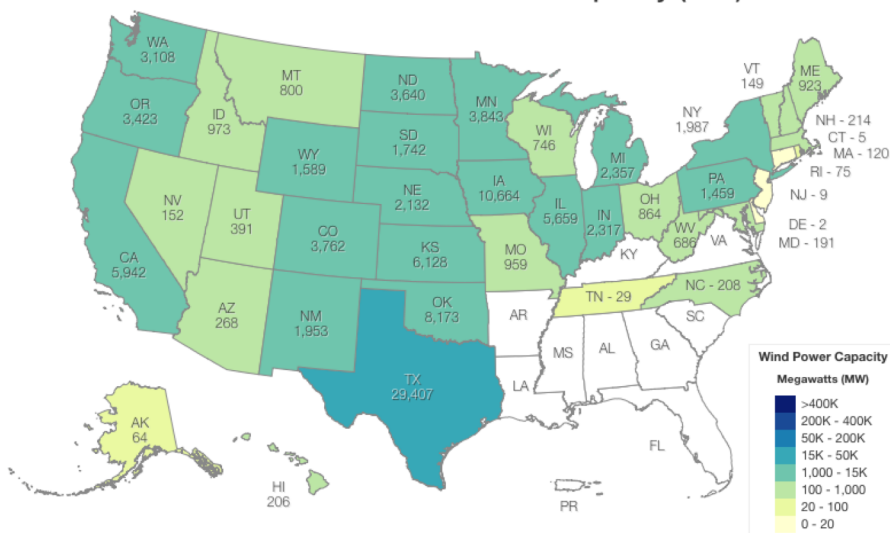 WA
3,108
OR
3,423
CA
5,942
ID
973
NV
152
MT
800
WY
1,589
UT
391
AZ
268
CO
3,762
NM
1,953
ND
3,640
SD
1,742
NE
2,132
KS
6,128
OK
8,173
TX
29,407
MN
3,843
IA
10,664
MO
959
AR
LA
WI
746
IL
5,659
MI
2,357
IN
2,317
OH
864
KY
TN - 29
MS
AL
GA
FL
SC
NC - 208
VA
WV
686
PA
1,459
NY
1,987
VT
149
ME
923
NH - 214
CT - 5
MA - 120
RI - 75
NJ - 9
DE - 2
MD - 191
AK
64
HI
206
PR
Wind Power Capacity
Megawatts (MW)
>400K
200K - 400K
50K - 200K
15K - 50K
1,000 - 15K
100 - 1,000
20 - 100
0 - 20